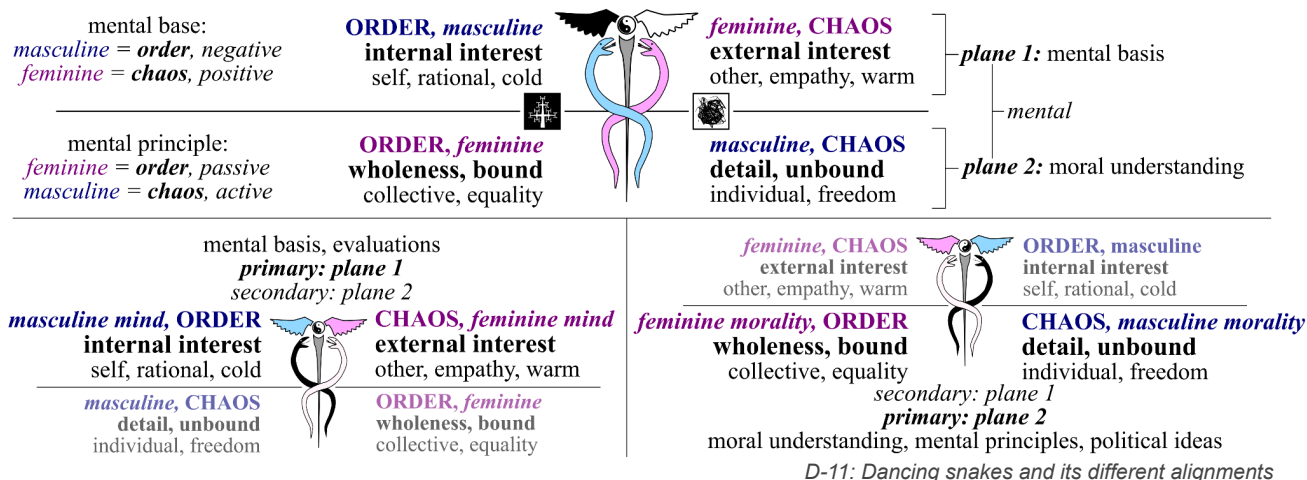 mental base:
masculine = order, negative
feminine = chaos, positive
ORDER, masculine
internal interest
self, rational, cold
feminine, CHAOS
external interest
other, empathy, warm
plane 1: mental basis
mental
mental principle:
feminine = order, passive
masculine = chaos, active
ORDER, feminine
wholeness, bound
collective, equality
masculine, CHAOS
detail, unbound
individual, freedom
plane 2: moral understanding
mental basis, evaluations
primary: plane 1
secondary: plane 2
masculine mind, ORDER
internal interest
self, rational, cold
CHAOS, feminine mind
external interest
other, empathy, warm
masculine, CHAOS
detail, unbound
individual, freedom
ORDER, feminine
wholeness, bound
collective, equality
feminine, CHAOS
external interest
other, empathy, warm
ORDER, masculine
internal interest
self, rational, cold
feminine morality, ORDER
wholeness, bound
collective, equality
CHAOS, masculine morality
detail, unbound
individual, freedom
secondary: plane 1
primary: plane 2
moral understanding, mental principles, political ideas
D-11: Dancing snakes and its different alignments